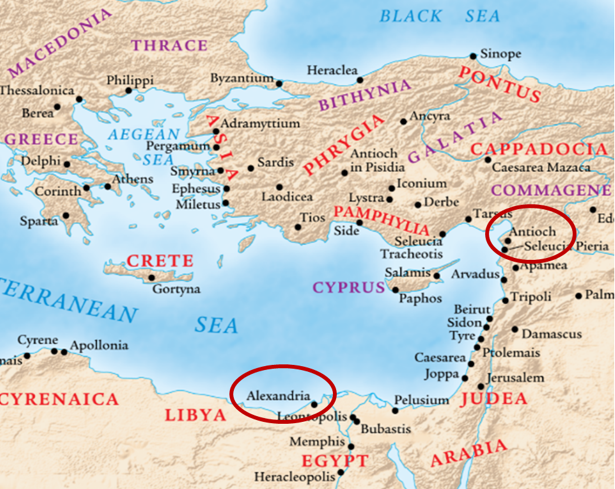 BLACK SEA
MACEDONIA
THRACE
Sinope
Heraclea
Byzantium
Philippi
Thessalonica
PONTUS
BITHYNIA
Berea
Ancyra
Adramyttium
GALATIA
GREECE
AEGEAN
SEA
ASIA
PHRYGIA
Pergamum
CAPPADOCIA
Delphi
Sardis
Antioch
in Pisidia
Caesarea Mazaca
Smyrna
Athens
Corinth
Ephesus
Laodicea
Iconium
COMMAGENE
Lystra
Derbe
Miletus
Sparta
Tios
PAMPHYLIA
Tarsus
Ed
Side
Antioch
Seleucia
Tracheotis
Seleucia Pieria
CRETE
Salamis
Arvadus
Apamea
Gortyna
CYPRUS
Paphos
Tripoli
Palm
TERRANEAN
SEA
Beirut
Sidon
Tyre
Damascus
Cyrene
Apollonia
nais
Ptolemais
Caesarea
Joppa
Jerusalem
Alexandria
Pelusium
JUDEA
CYRENAICA
LIBYA
Leontopolis
Bubastis
Memphis
EGYPT
ARABIA
Heracleopolis